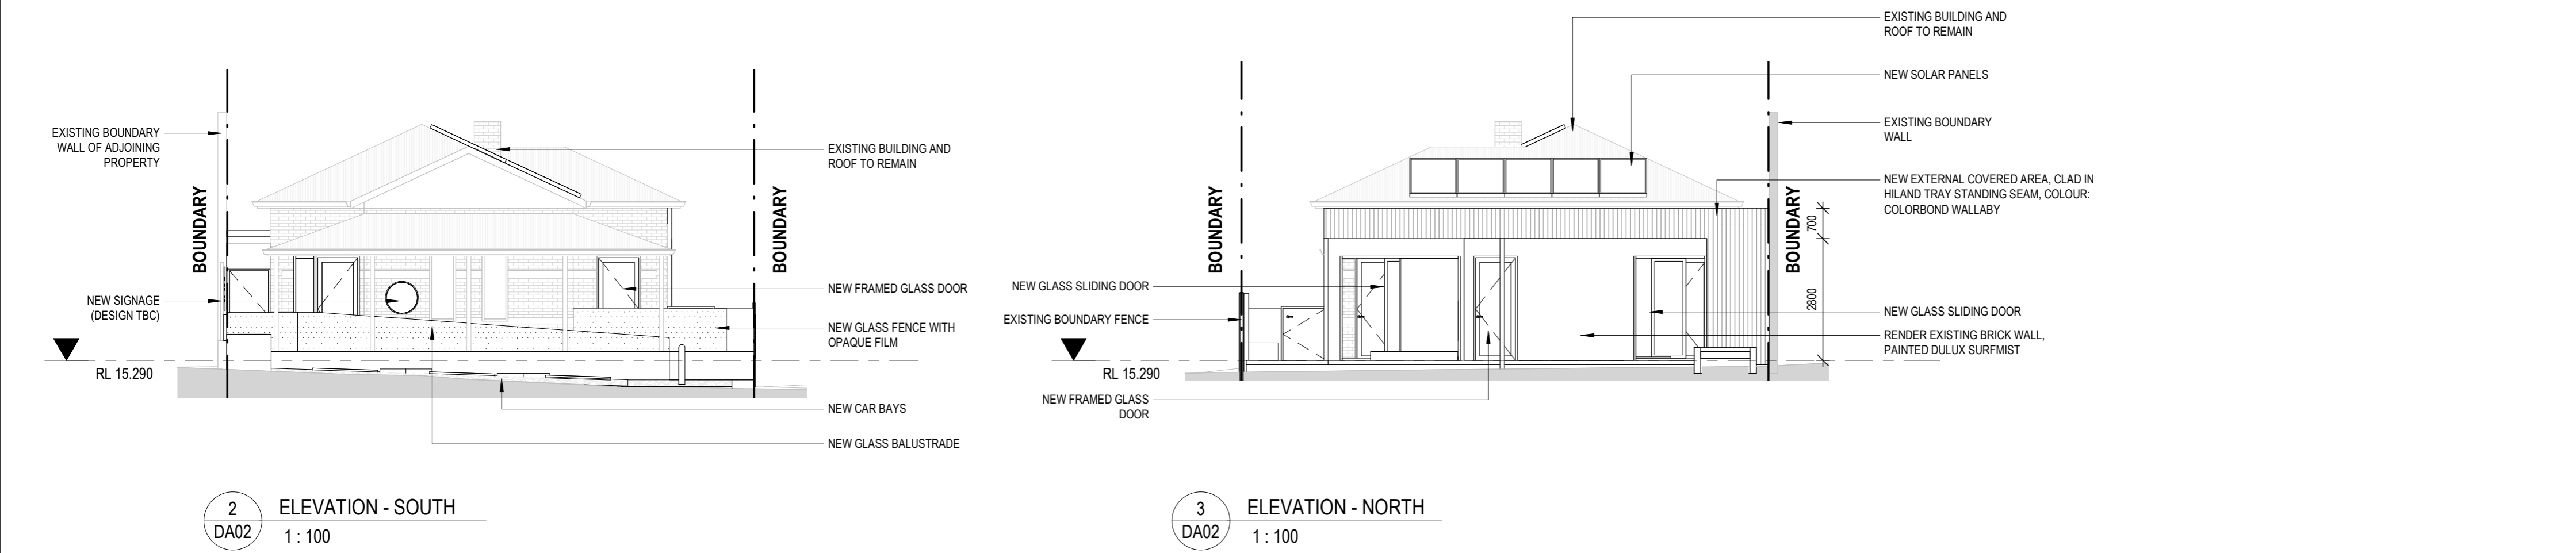 EXISTING BOUNDARY
WALL OF ADJOINING
PROPERTY
BOUNDARY
NEW SIGNAGE
(DESIGN TBC)
RL 15.290
BOUNDARY
EXISTING BUILDING AND
ROOF TO REMAIN
NEW FRAMED GLASS DOOR
NEW GLASS FENCE WITH
OPAQUE FILM
NEW CAR BAYS
NEW GLASS BALUSTRADE
2
DA02
ELEVATION - SOUTH
1 : 100
BOUNDARY
NEW GLASS SLIDING DOOR
EXISTING BOUNDARY FENCE
RL 15.290
NEW FRAMED GLASS
DOOR
EXISTING BUILDING AND
ROOF TO REMAIN
NEW SOLAR PANELS
EXISTING BOUNDARY
WALL
NEW EXTERNAL COVERED AREA, CLAD IN
HILAND TRAY STANDING SEAM, COLOUR:
COLORBOND WALLABY
BOUNDARY
700
2800
NEW GLASS SLIDING DOOR
RENDER EXISTING BRICK WALL,
PAINTED DULUX SURFMIST
3
DA02
ELEVATION - NORTH
1 : 100